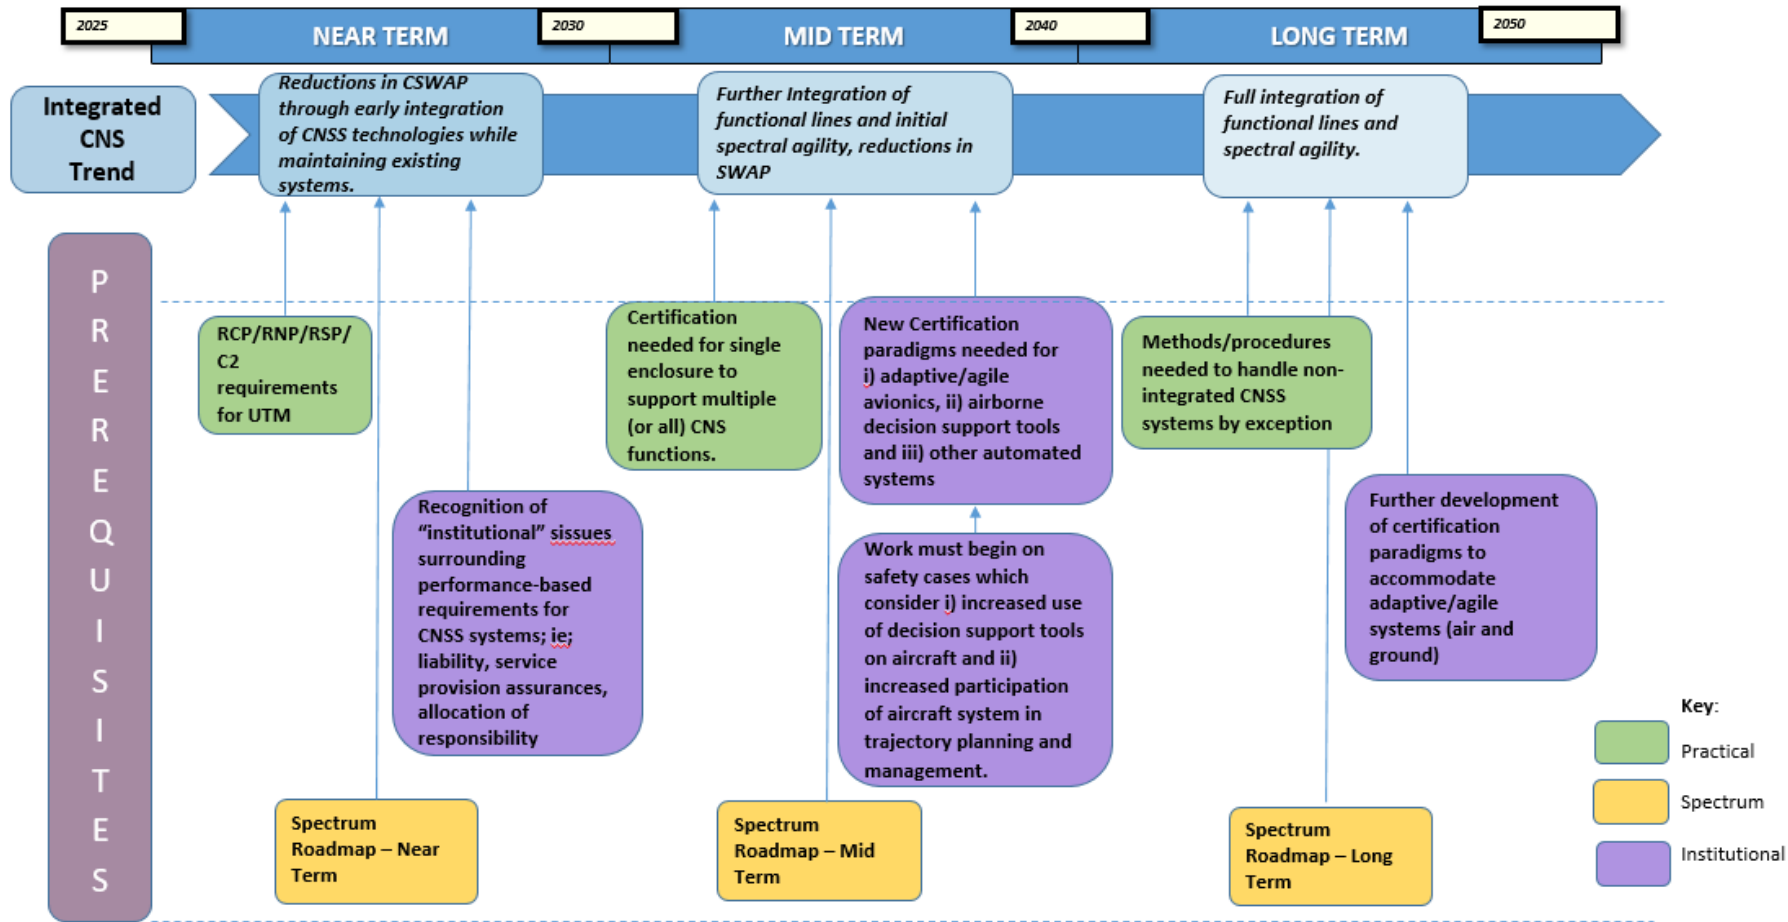 2025
NEAR TERM
2030
MID TERM
2040
LONG TERM
2050
Integrated
CNS
Trend
Reductions in CSWAP
through early integration
of CNSS technologies while
maintaining existing
systems.
Further Integration of
functional lines and initial
spectral agility, reductions in
SWAP
Full integration of
functional lines and
spectral agility.
P
R
E
R
E
Q
U
I
S
I
T
E
S
RCP/RNP/RSP/
C2
requirements
for UTM
Recognition of
“institutional” sissues
surrounding
performance-based
requirements for
CNSS systems; ie;
liability, service
provision assurances,
allocation of
responsibility
Spectrum
Roadmap – Near
Term
Certification
needed for single
enclosure to
support multiple
(or all) CNS
functions.
New Certification
paradigms needed for
i) adaptive/agile
avionics, ii) airborne
decision support tools
and iii) other automated
systems
Work must begin on
safety cases which
consider i) increased use
of decision support tools
on aircraft and ii)
increased participation
of aircraft system in
trajectory planning and
management.
Spectrum
Roadmap – Mid
Term
Methods/procedures
needed to handle non-
integrated CNSS
systems by exception
Further development
of certification
paradigms to
accommodate
adaptive/agile
systems (air and
ground)
Spectrum
Roadmap – Long
Term
Key:
Practical
Spectrum
Institutional